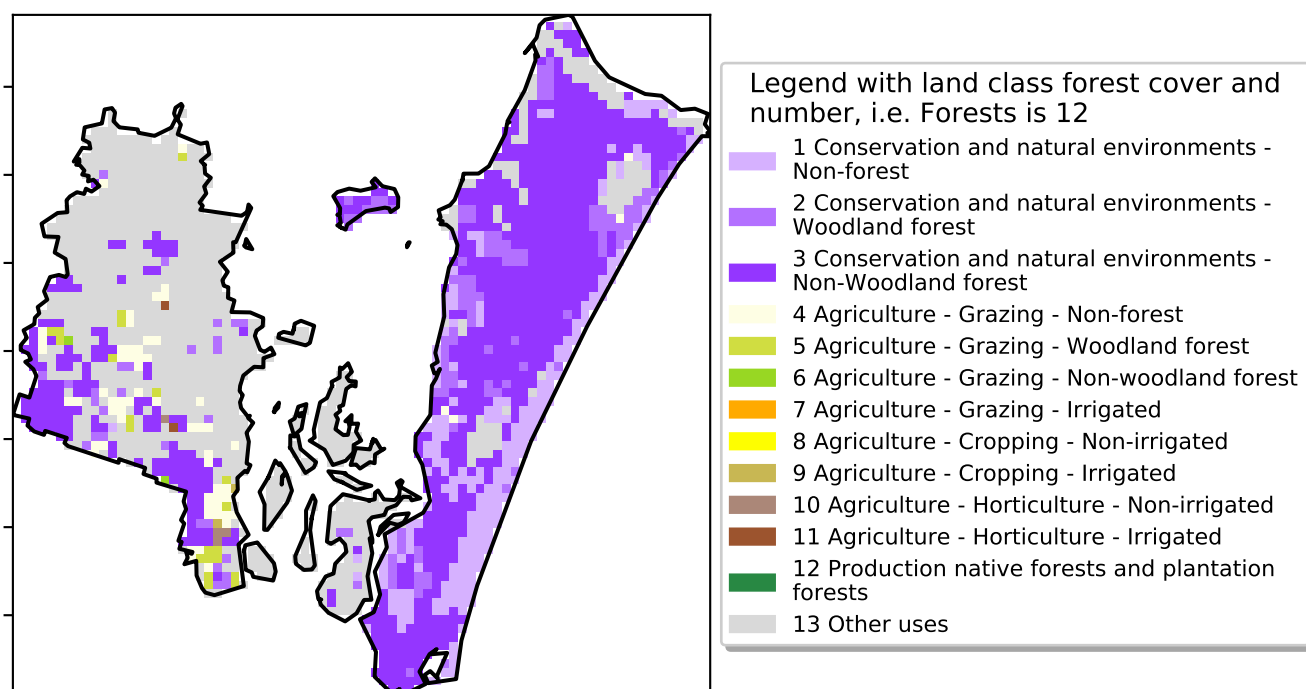 Legend with land class forest cover and
number, i.e. Forests is 12
1 Conservation and natural environments -
Non-forest
2 Conservation and natural environments -
Woodland forest
3 Conservation and natural environments -
Non-Woodland forest
4 Agriculture - Grazing - Non-forest
5 Agriculture - Grazing - Woodland forest
6 Agriculture - Grazing - Non-woodland forest
7 Agriculture - Grazing - Irrigated
8 Agriculture - Cropping - Non-irrigated
9 Agriculture - Cropping - Irrigated
10 Agriculture - Horticulture - Non-irrigated
11 Agriculture - Horticulture - Irrigated
12 Production native forests and plantation
forests
13 Other uses